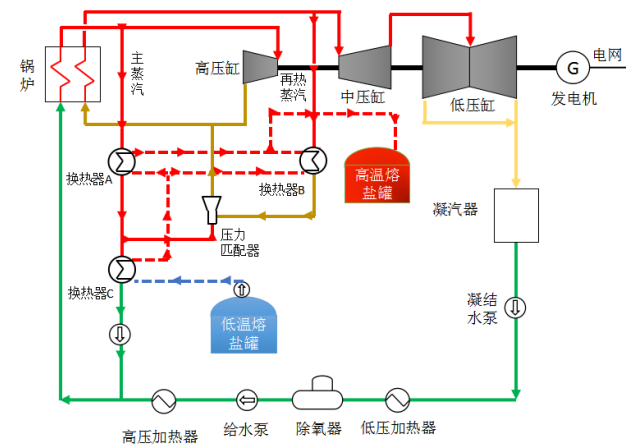 锅
炉
主
蒸
汽
高压缸
再热
蒸汽
中压缸
低压缸
G
电网
发电机
换热器A
换热器B
高温熔
盐罐
凝汽器
压力
匹配器
换热器C
低温熔
盐罐
凝结
水泵
高压加热器
给水泵
除氧器
低压加热器